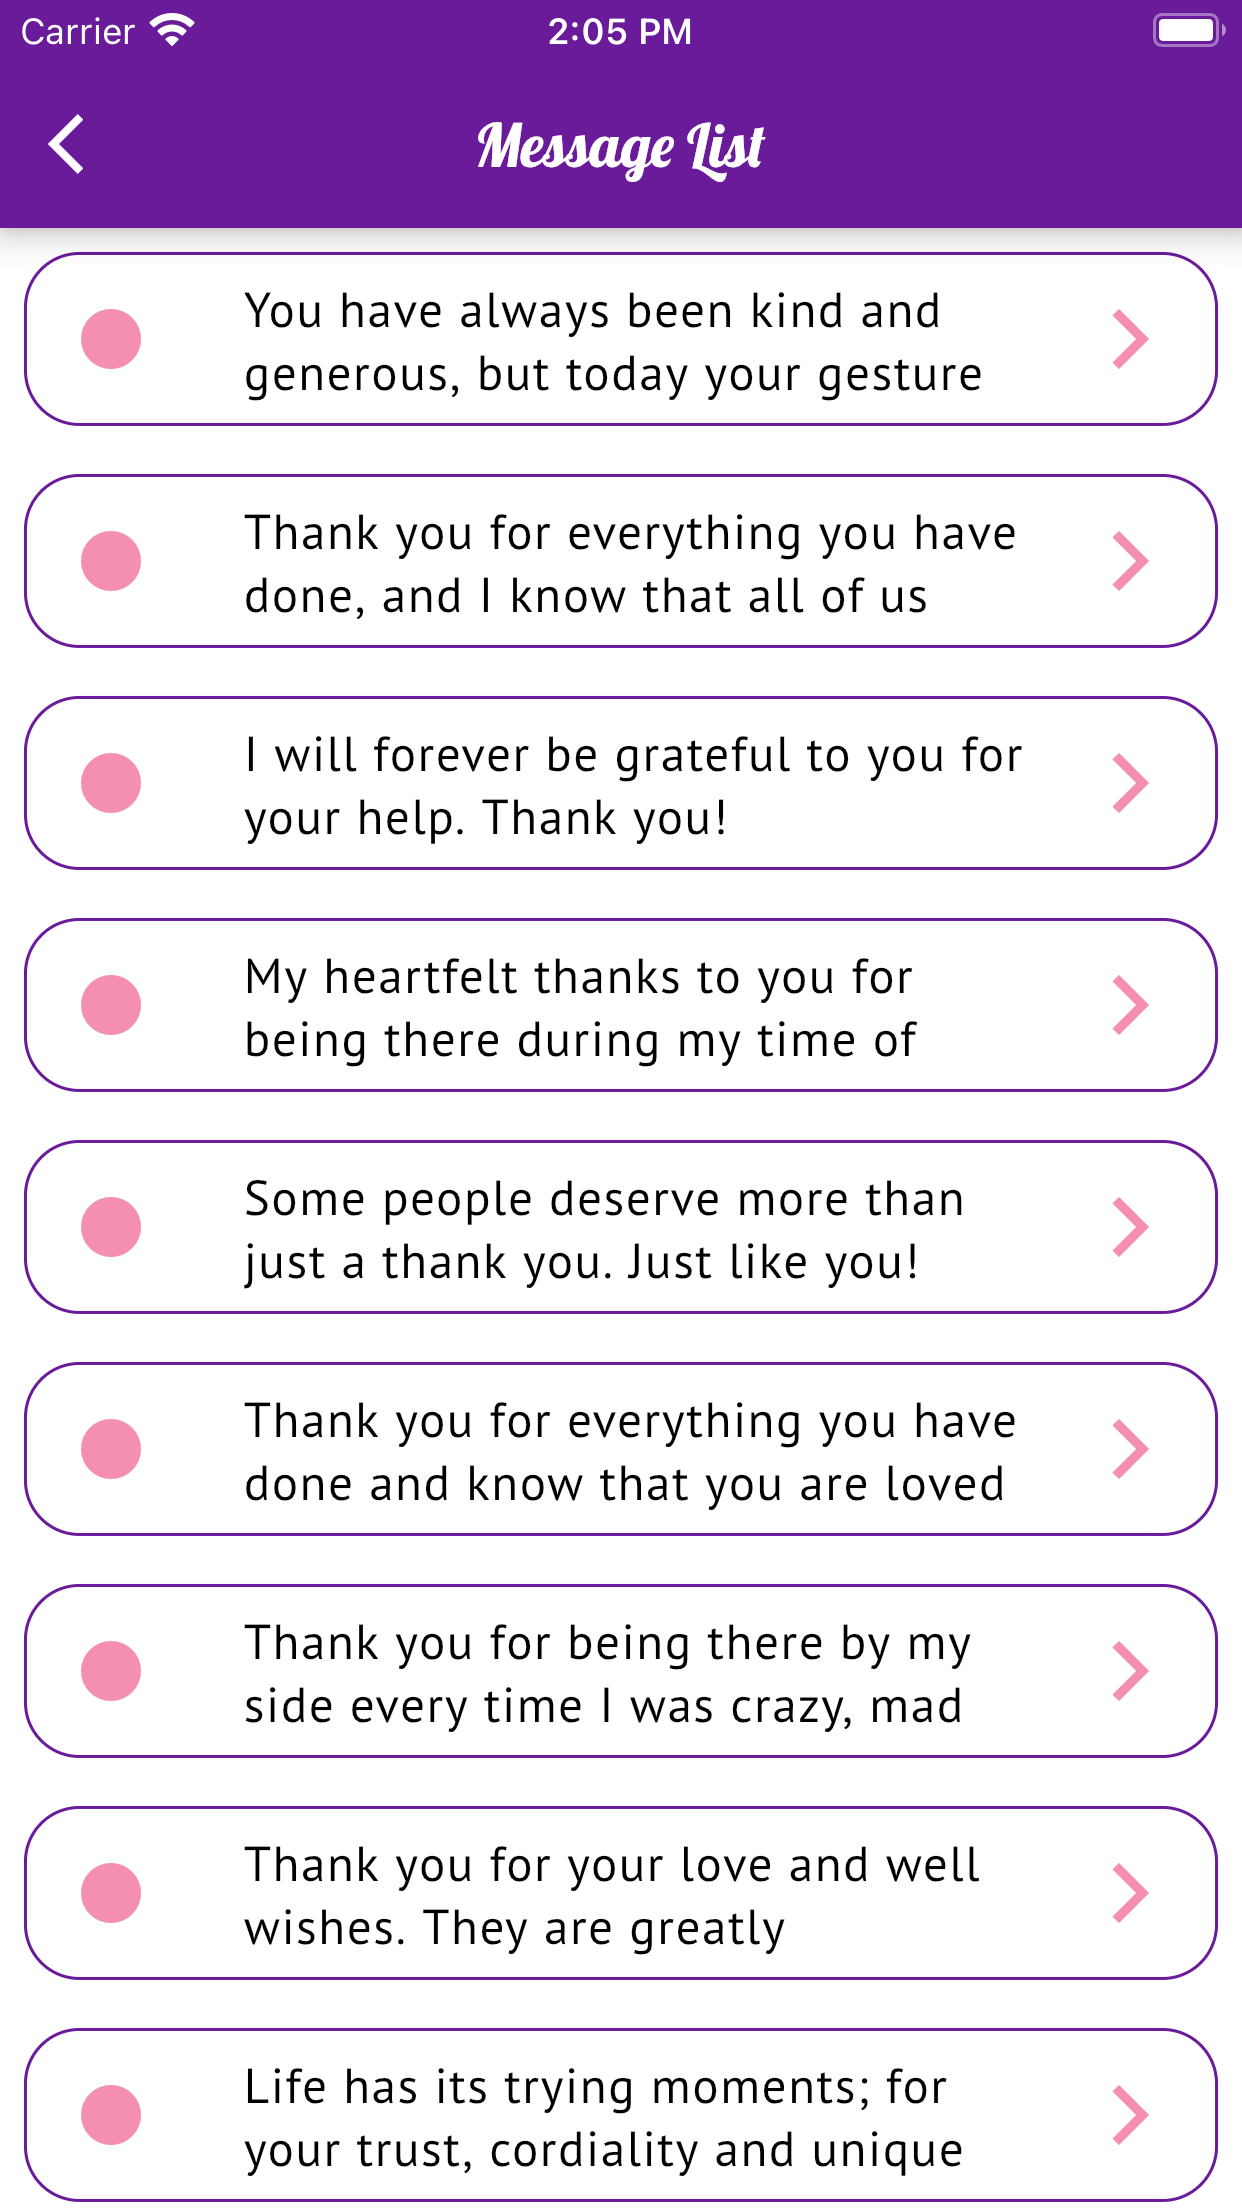 Carrier 2:05 PM
Message List
You have always been kind and
generous, but today your gesture
Thank you for everything you have
done, and I know that all of us
I will forever be grateful to you for
your help. Thank you!
My heartfelt thanks to you for
being there during my time of
Some people deserve more than
just a thank you. Just like you!
Thank you for everything you have
done and know that you are loved
Thank you for being there by my
side every time I was crazy, mad
Thank you for your love and well
wishes. They are greatly
Life has its trying moments; for
your trust, cordiality and unique